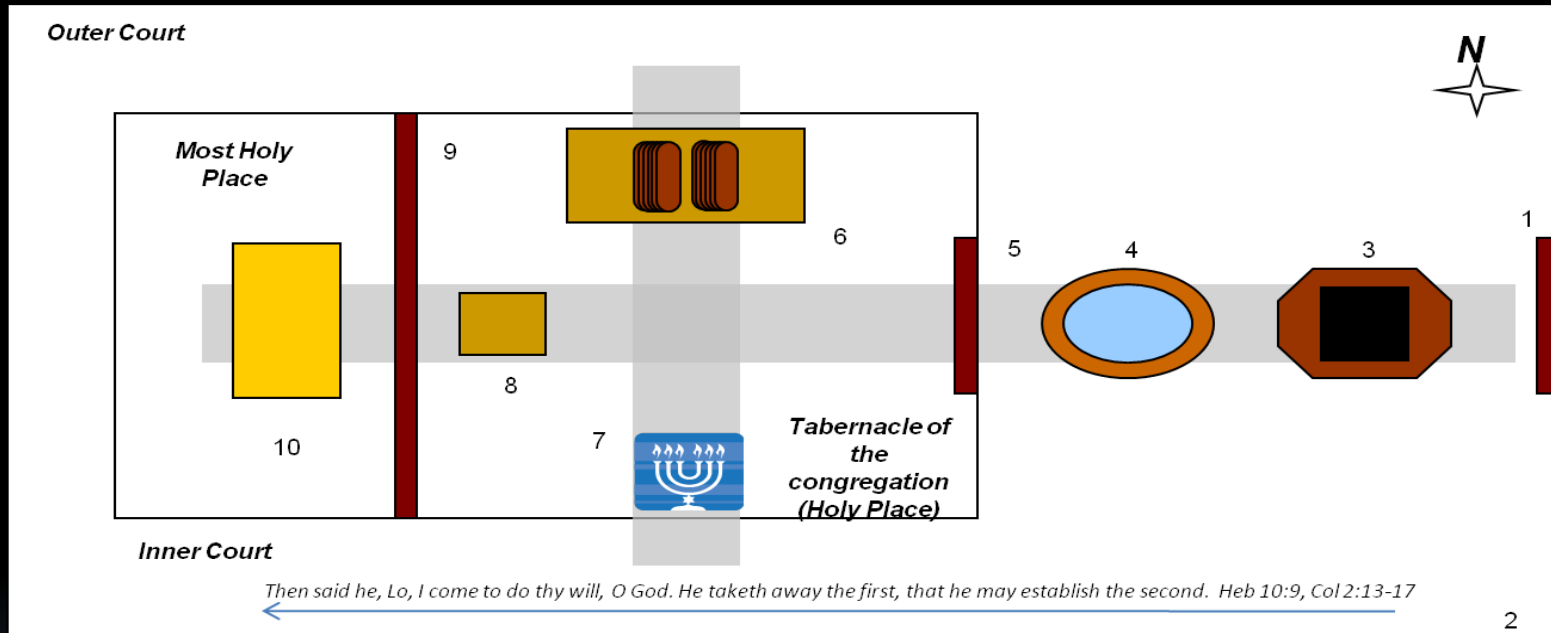 Outer Court
N
Most Holy
Place
9
6
5
4
3
1
8
7
10
Tabernacle of
the
congregation
(Holy Place)
Inner Court
Then said he, Lo, I come to do thy will, O God. He taketh away the first, that he may establish the second.  Heb 10:9, Col 2:13-17
2